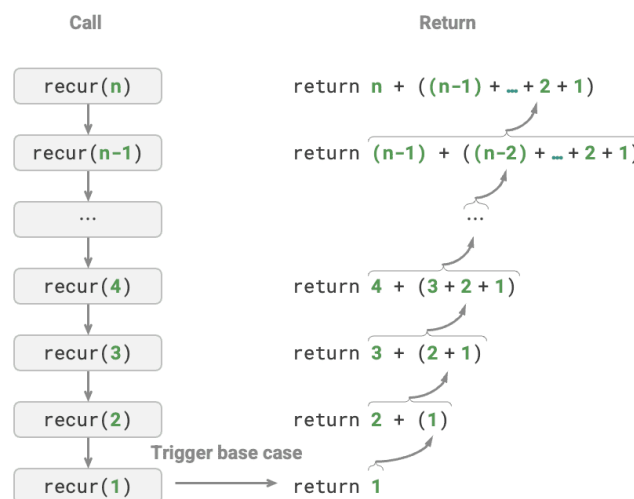 Call
Return
recur(n)
return n + ((n-1) + … + 2 + 1)
recur(n-1)
return (n-1) + ((n-2) + … + 2 + 1)
…
…
recur(4)
return 4 + (3 + 2 + 1)
recur(3)
return 3 + (2 + 1)
recur(2)
return 2 + (1)
Trigger base case
recur(1)
return 1